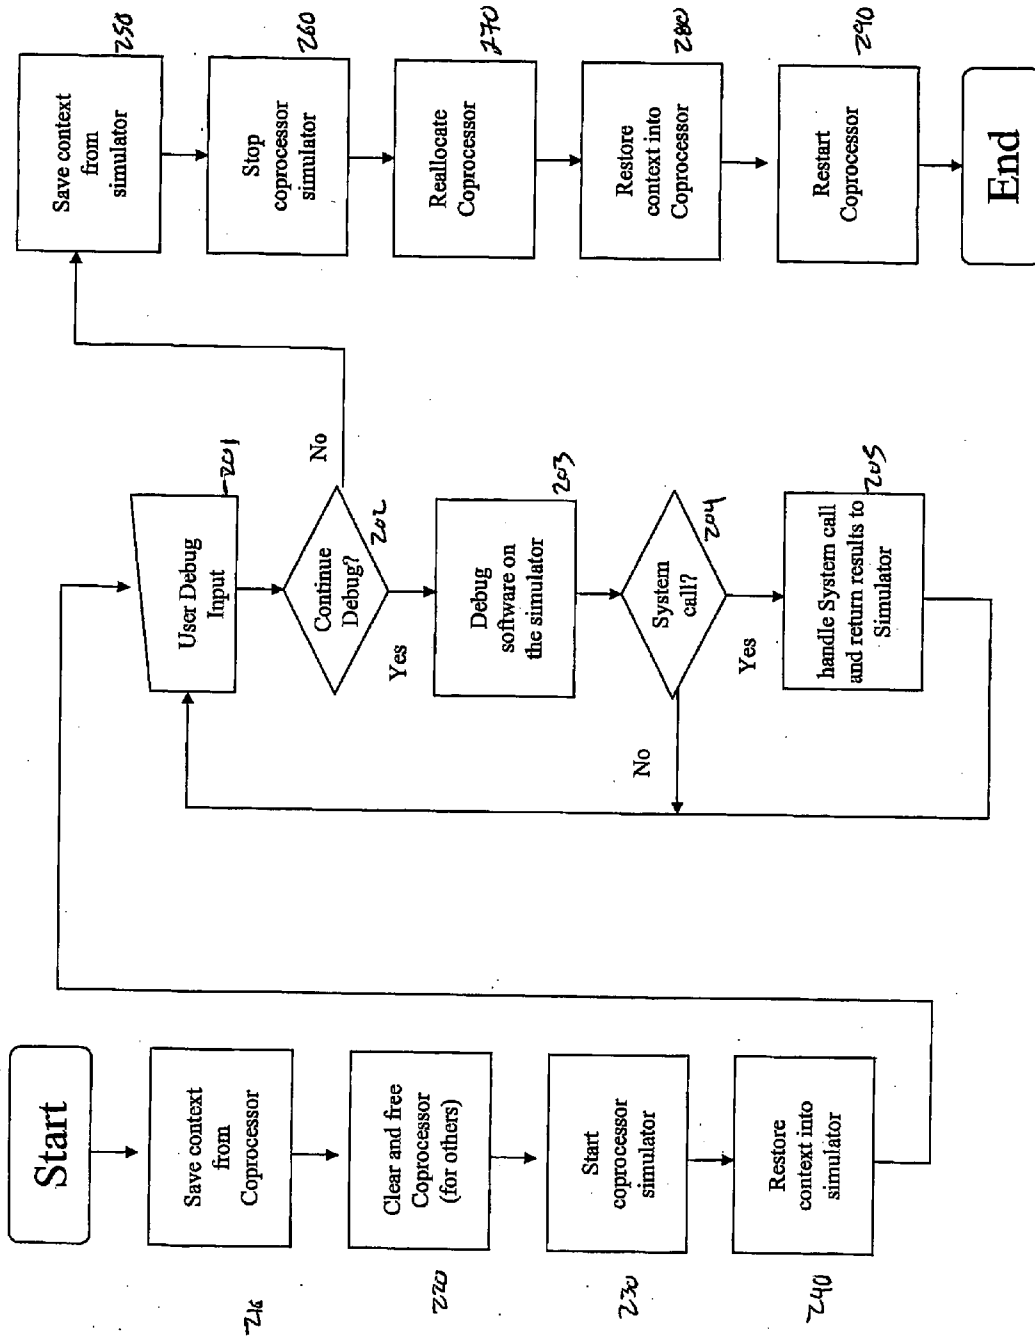 Start
Save context
from
Coprocessor
216
Clear and free
Coprocessor
(for others)
220
Start
coprocessor
simulator
230
Restore
context into
simulator
240
User Debug
Input
201
Continue
Debug?
202
No
Yes
Debug
software on
the simulator
203
System
call?
204
No
Yes
handle System call
and return results to
Simulator
205
Save context
from
simulator
250
Stop
coprocessor
simulator
260
Reallocate
Coprocessor
270
Restore
context into
Coprocessor
280
Restart
Coprocessor
290
End